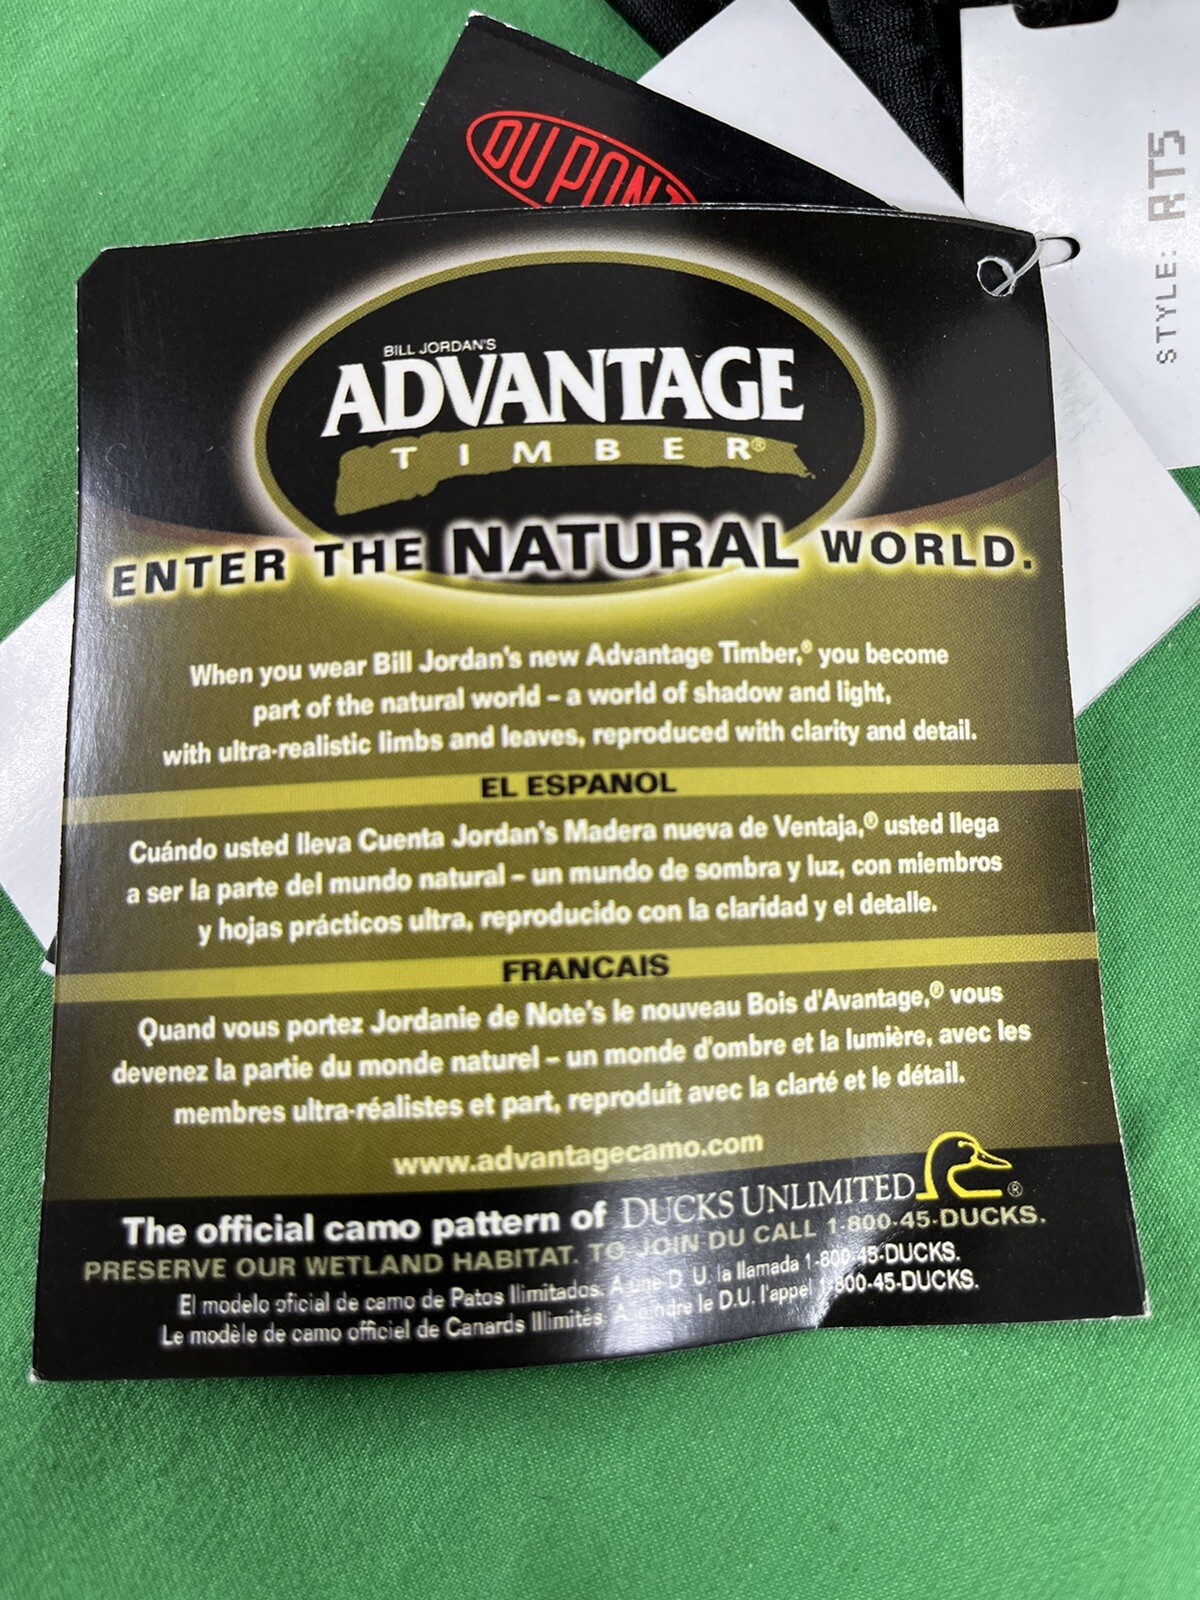 DU PONT
STYLE: RT5
BILL JORDAN'S
ADVANTAGE
TIMBER®
ENTER THE NATURAL WORLD.
When you wear Bill Jordan's new Advantage Timber,® you become
part of the natural world – a world of shadow and light,
with ultra-realistic limbs and leaves, reproduced with clarity and detail.
EL ESPANOL
Cuándo usted lleva Cuenta Jordan's Madera nueva de Ventaja,® usted llega
a ser la parte del mundo natural – un mundo de sombra y luz, con miembros
y hojas prácticos ultra, reproducido con la claridad y el detalle.
FRANCAIS
Quand vous portez Jordanie de Note's le nouveau Bois d'Avantage,® vous
devenez la partie du monde naturel – un monde d'ombre et la lumière, avec les
membres ultra-réalistes et part, reproduit avec la clarté et le détail.
www.advantagecamo.com
The official camo pattern of DUCKS UNLIMITED ®
PRESERVE OUR WETLAND HABITAT. TO JOIN DU CALL 1-800-45-DUCKS.
El modelo oficial de camo de Patos Ilimitados. A une D. U. la llamada 1-800-45-DUCKS.
Le modèle de camo officiel de Canards Illimités. le D.U. l'appel 1-800-45-DUCKS.